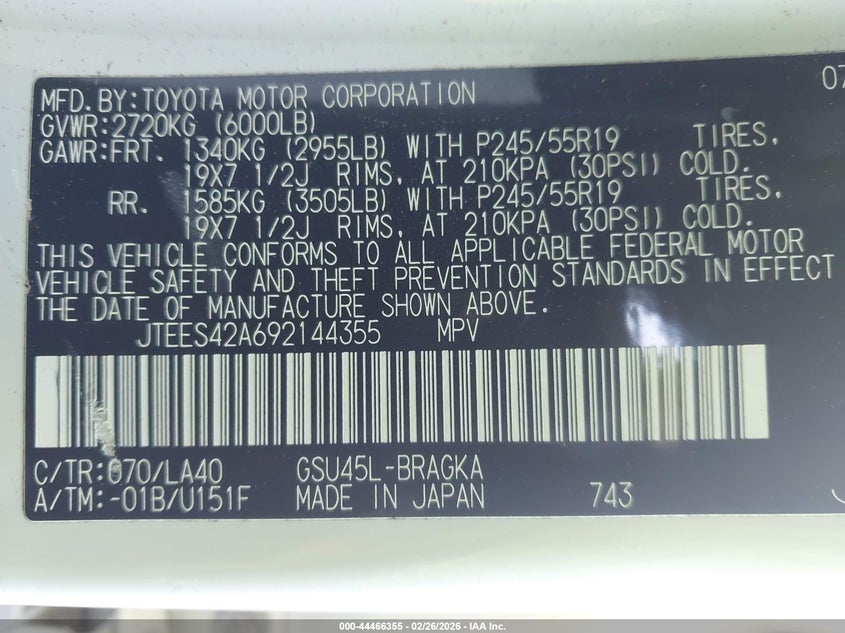 07
MFD.BY:TOYOTA MOTOR CORPORATION
GVWR:2720KG (6000LB)
GAWR:FRT. 1340KG (2955LB) WITH P245/55R19 TIRES,
19X7 1/2J RIMS, AT 210KPA (30PSI) COLD.
RR. 1585KG (3505LB) WITH P245/55R19 TIRES,
19X7 1/2J RIMS, AT 210KPA (30PSI) COLD.
THIS VEHICLE CONFORMS TO ALL APPLICABLE FEDERAL MOTOR
VEHICLE SAFETY AND THEFT PREVENTION STANDARDS IN EFFECT
THE DATE OF MANUFACTURE SHOWN ABOVE.
JTEES42A692144355 MPV
C/TR:070/LA40 GSU45L-BRAGKA
A/TM:-01B/U151F MADE IN JAPAN 743
000-44466355 - 02/26/2026 - IAA Inc.